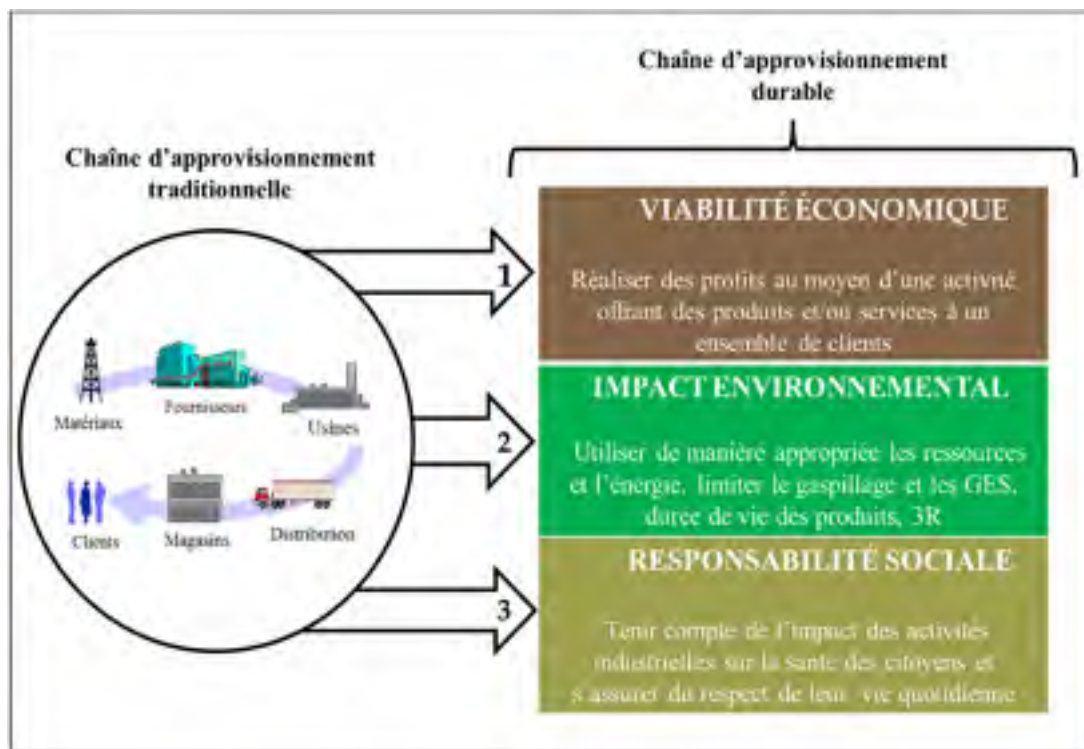 Chaîne d'approvisionnement
durable
Chaîne d'approvisionnement
traditionnelle
Matériaux
Fournisseurs
Usines
Clients
Magasins
Distribution
1
VIABILITÉ ÉCONOMIQUE
Réaliser des profits au moyen d'une activité
offrant des produits et/ou services à un
ensemble de clients
2
IMPACT ENVIRONNEMENTAL
Utiliser de manière appropriée les ressources
et l'énergie, limiter le gaspillage et les GES,
durée de vie des produits, 3R
3
RESPONSABILITÉ SOCIALE
Tenir compte de l'impact des activités
industrielles sur la santé des citoyens et
s'assurer du respect de leur vie quotidienne